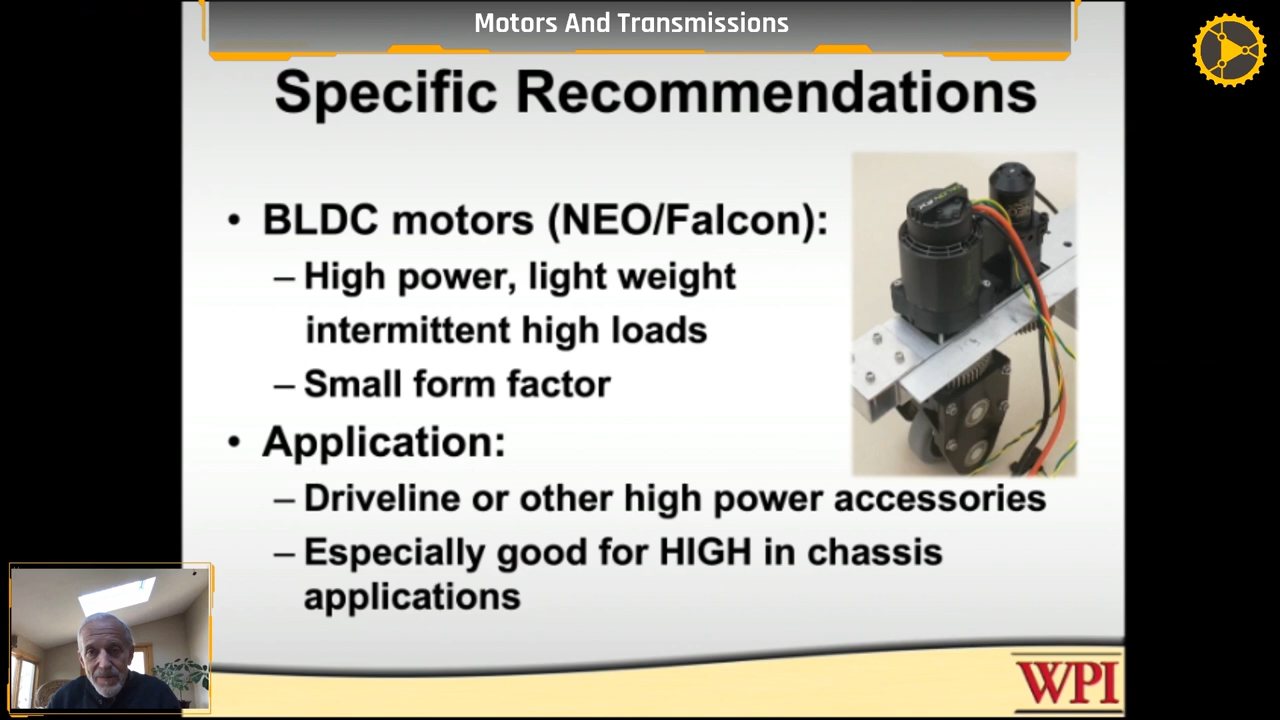 Motors And Transmissions
Specific Recommendations
• BLDC motors (NEO/Falcon):
– High power, light weight
intermittent high loads
– Small form factor
• Application:
– Driveline or other high power accessories
– Especially good for HIGH in chassis
applications
WPI